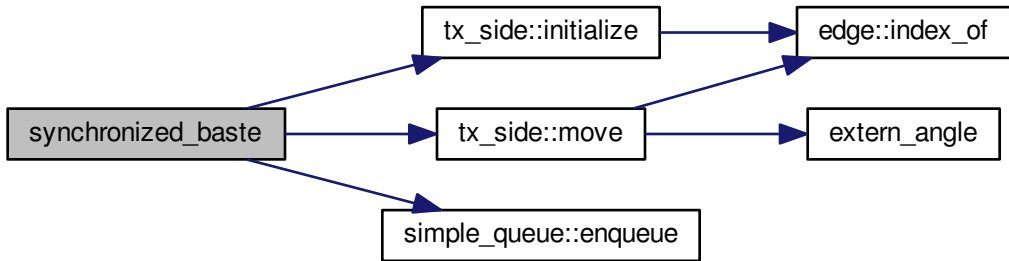 tx_side::initialize
edge::index_of
synchronized_baste
tx_side::move
extern_angle
simple_queue::enqueue